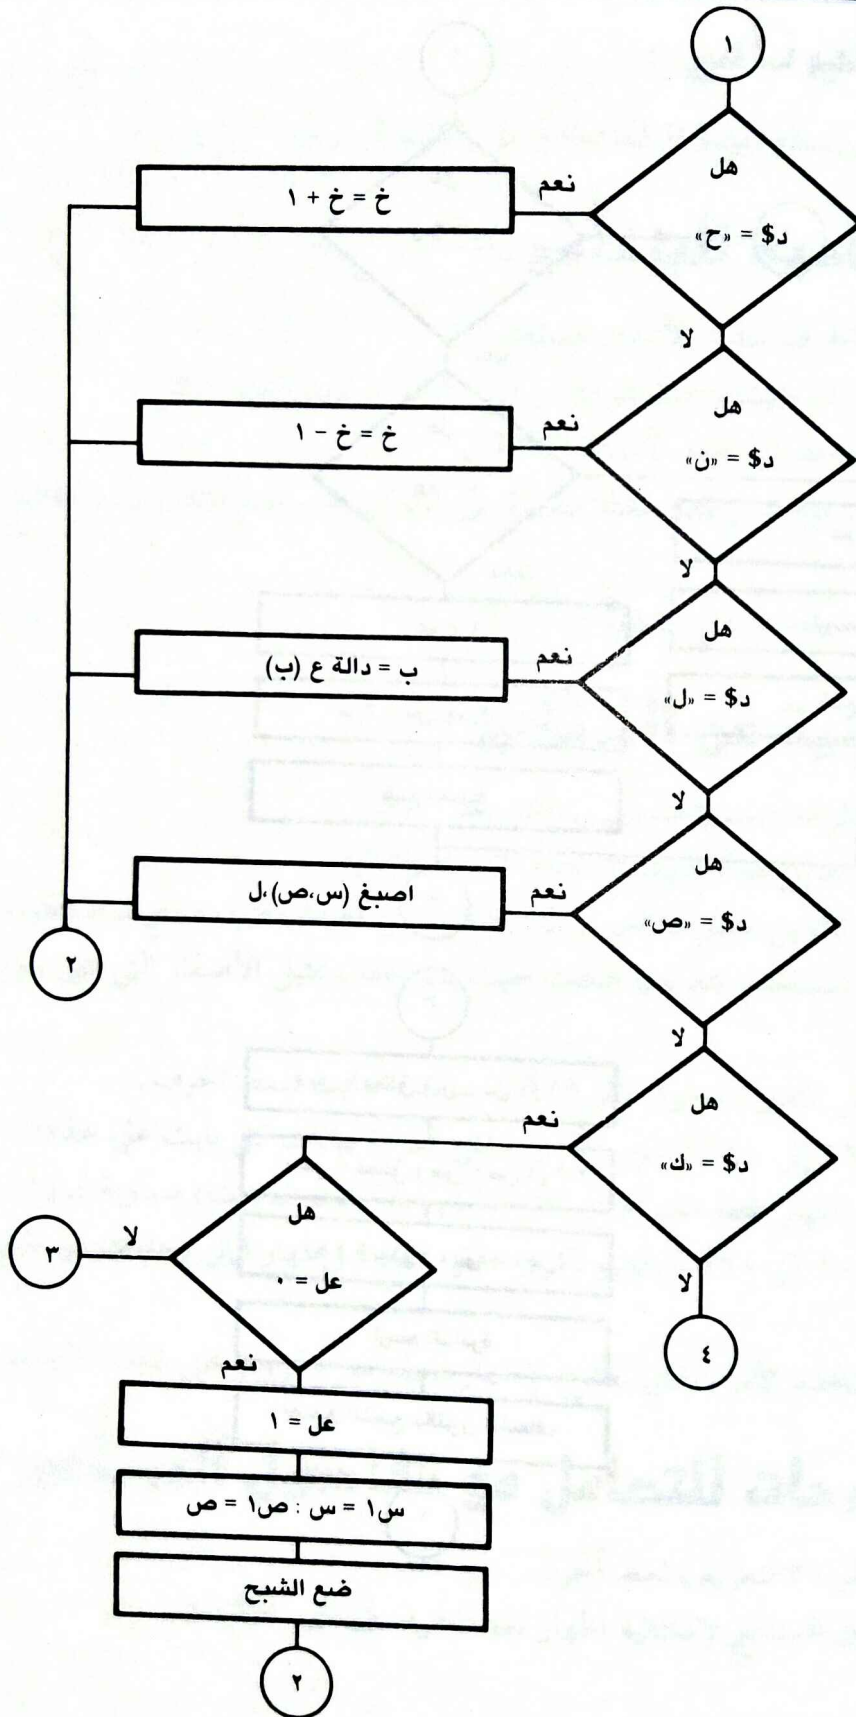 ١
هل
د$ = «ح»
نعم
خ = خ + ١
لا
هل
د$ = «ن»
نعم
خ = خ - ١
لا
هل
د$ = «ل»
نعم
ب = دالة ع (ب)
لا
هل
د$ = «ص»
نعم
اصبغ (س،ص)،ل
٢
لا
هل
د$ = «ك»
نعم
لا
٤
هل
عل = ٠
لا
٣
نعم
عل = ١
س١ = س : ص١ = ص
ضع الشبح
٢